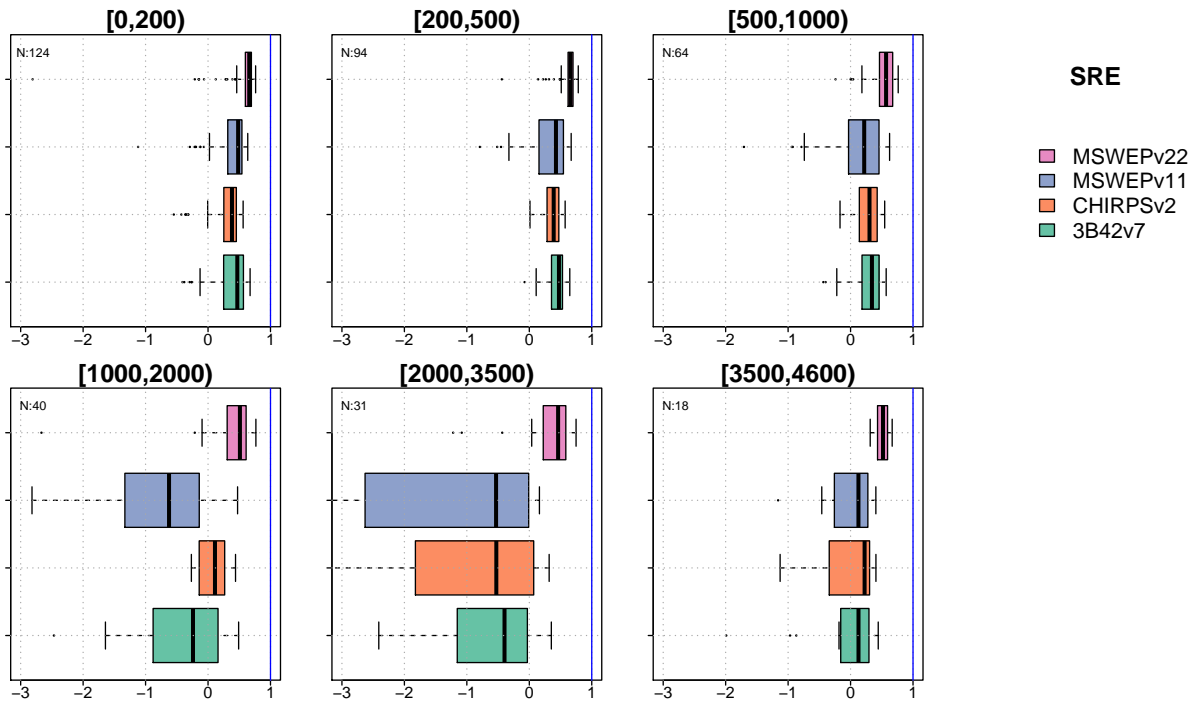 [0,200)
[200,500)
[500,1000)
N:124
N:94
N:64
SRE
MSWEPv22
MSWEPv11
CHIRPSv2
3B42v7
−3 −2 −1 0 1
−3 −2 −1 0 1
−3 −2 −1 0 1
[1000,2000)
[2000,3500)
[3500,4600)
N:40
N:31
N:18
−3 −2 −1 0 1
−3 −2 −1 0 1
−3 −2 −1 0 1